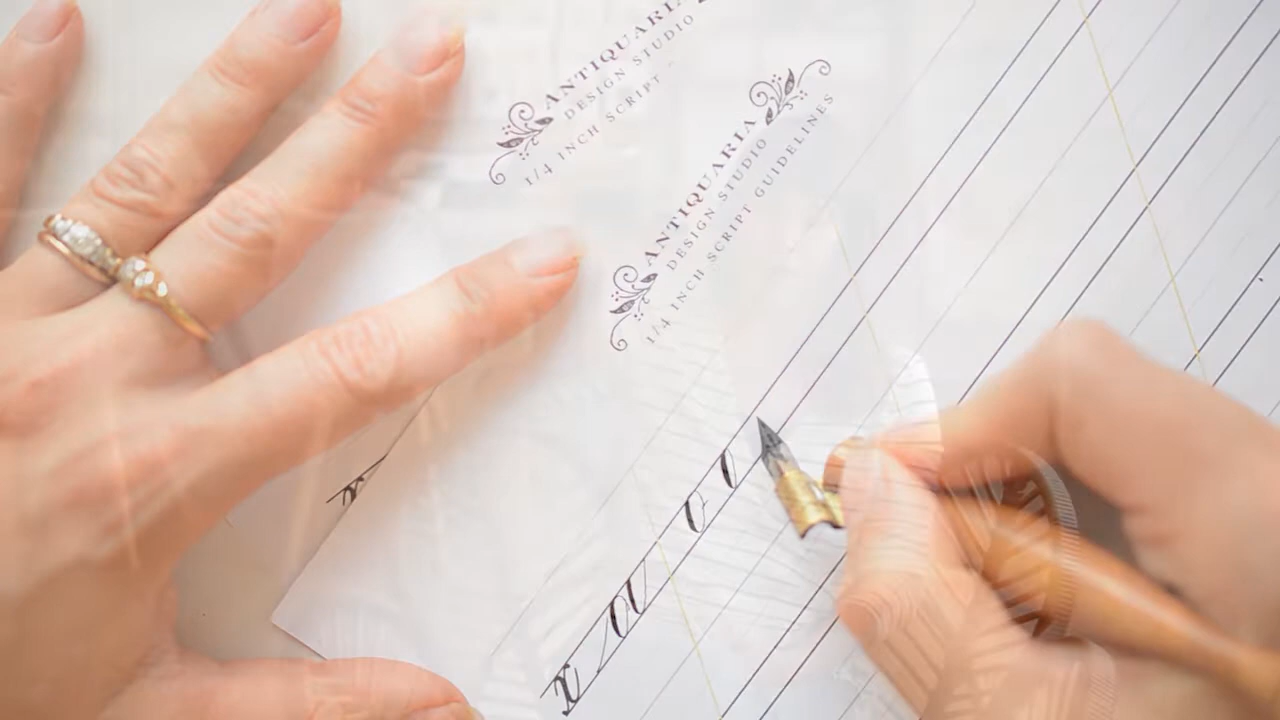 ANTIQUARIA
DESIGN STUDIO
1/4 INCH SCRIPT
ANTIQUARIA
DESIGN STUDIO
1/4 INCH SCRIPT GUIDELINES